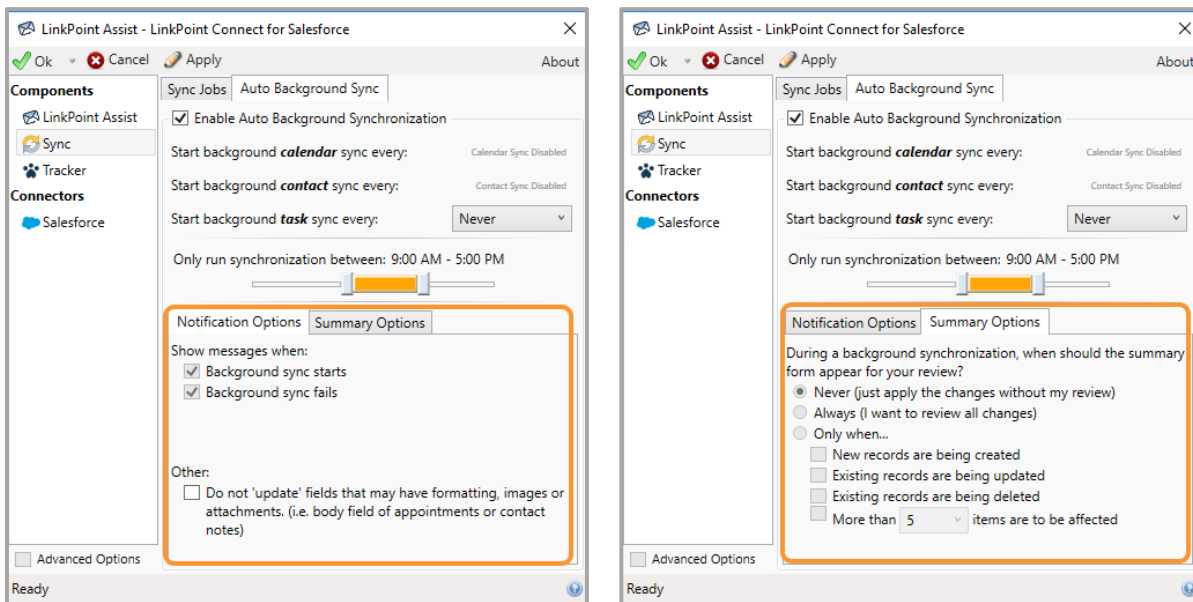 LinkPoint Assist - LinkPoint Connect for Salesforce
Ok Cancel Apply About
Components
LinkPoint Assist
Sync
Tracker
Connectors
Salesforce
Advanced Options
Ready
Sync Jobs Auto Background Sync
Enable Auto Background Synchronization
Start background calendar sync every: Calendar Sync Disabled
Start background contact sync every: Contact Sync Disabled
Start background task sync every: Never
Only run synchronization between: 9:00 AM - 5:00 PM
Notification Options Summary Options
Show messages when:
Background sync starts
Background sync fails
Other:
Do not 'update' fields that may have formatting, images or
attachments. (i.e. body field of appointments or contact
notes)
LinkPoint Assist - LinkPoint Connect for Salesforce
Ok Cancel Apply About
Components
LinkPoint Assist
Sync
Tracker
Connectors
Salesforce
Advanced Options
Ready
Sync Jobs Auto Background Sync
Enable Auto Background Synchronization
Start background calendar sync every: Calendar Sync Disabled
Start background contact sync every: Contact Sync Disabled
Start background task sync every: Never
Only run synchronization between: 9:00 AM - 5:00 PM
Notification Options Summary Options
During a background synchronization, when should the summary
form appear for your review?
Never (just apply the changes without my review)
Always (I want to review all changes)
Only when...
New records are being created
Existing records are being updated
Existing records are being deleted
More than 5 items are to be affected